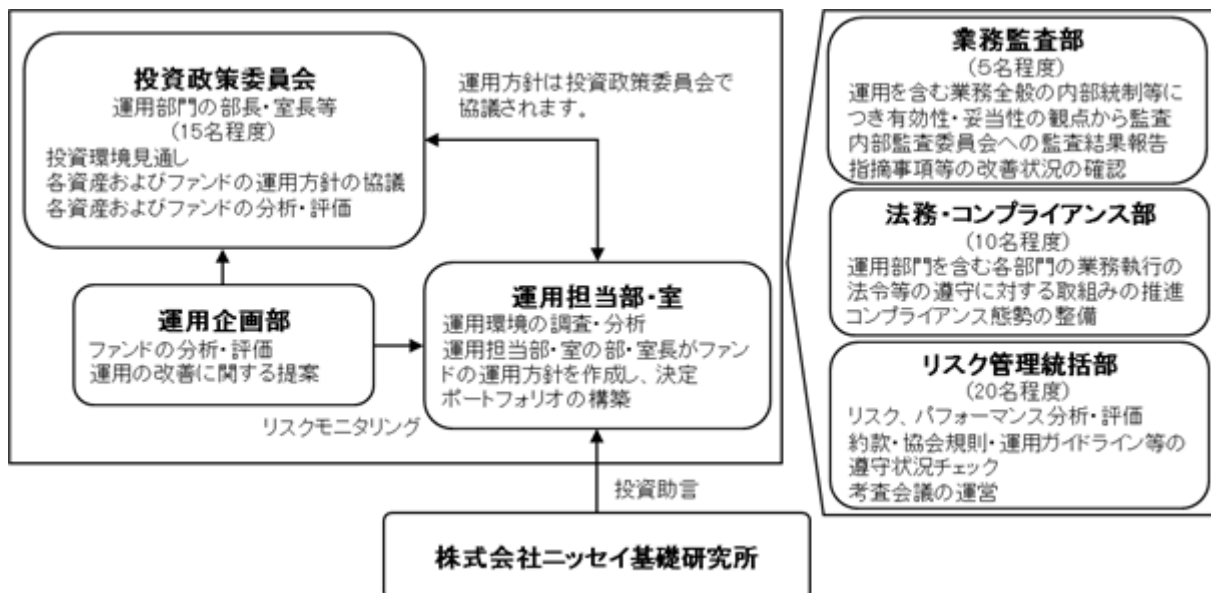 投資政策委員会
運用部門の部長・室長等
(15名程度)
投資環境見通し
各資産およびファンドの運用方針の協議
各資産およびファンドの分析・評価
運用方針は投資政策委員会で
協議されます。
運用企画部
ファンドの分析・評価
運用の改善に関する提案
リスクモニタリング
運用担当部・室
運用環境の調査・分析
運用担当部・室の部・室長がファン
ドの運用方針を作成し、決定
ポートフォリオの構築
投資助言
株式会社ニッセイ基礎研究所
業務監査部
(5名程度)
運用を含む業務全般の内部統制等に
つき有効性・妥当性の観点から監査
内部監査委員会への監査結果報告
指摘事項等の改善状況の確認
法務・コンプライアンス部
(10名程度)
運用部門を含む各部門の業務執行の
法令等の遵守に対する取組みの推進
コンプライアンス態勢の整備
リスク管理統括部
(20名程度)
リスク、パフォーマンス分析・評価
約款・協会規則・運用ガイドライン等の
遵守状況チェック
考査会議の運営